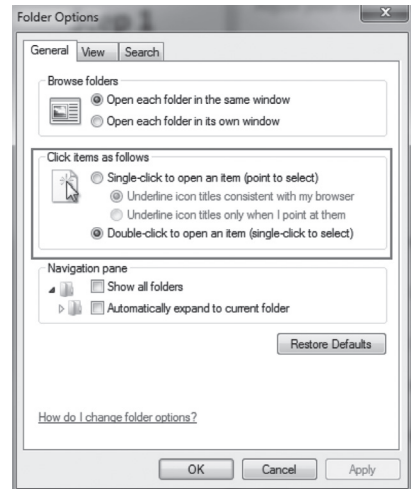 Folder Options
x
General View Search
Browse folders
Open each folder in the same window
Open each folder in its own window
Click items as follows
Single-click to open an item (point to select)
Underline icon titles consistent with my browser
Underline icon titles only when I point at them
Double-click to open an item (single-click to select)
Navigation pane
Show all folders
Automatically expand to current folder
Restore Defaults
How do I change folder options?
OK Cancel Apply